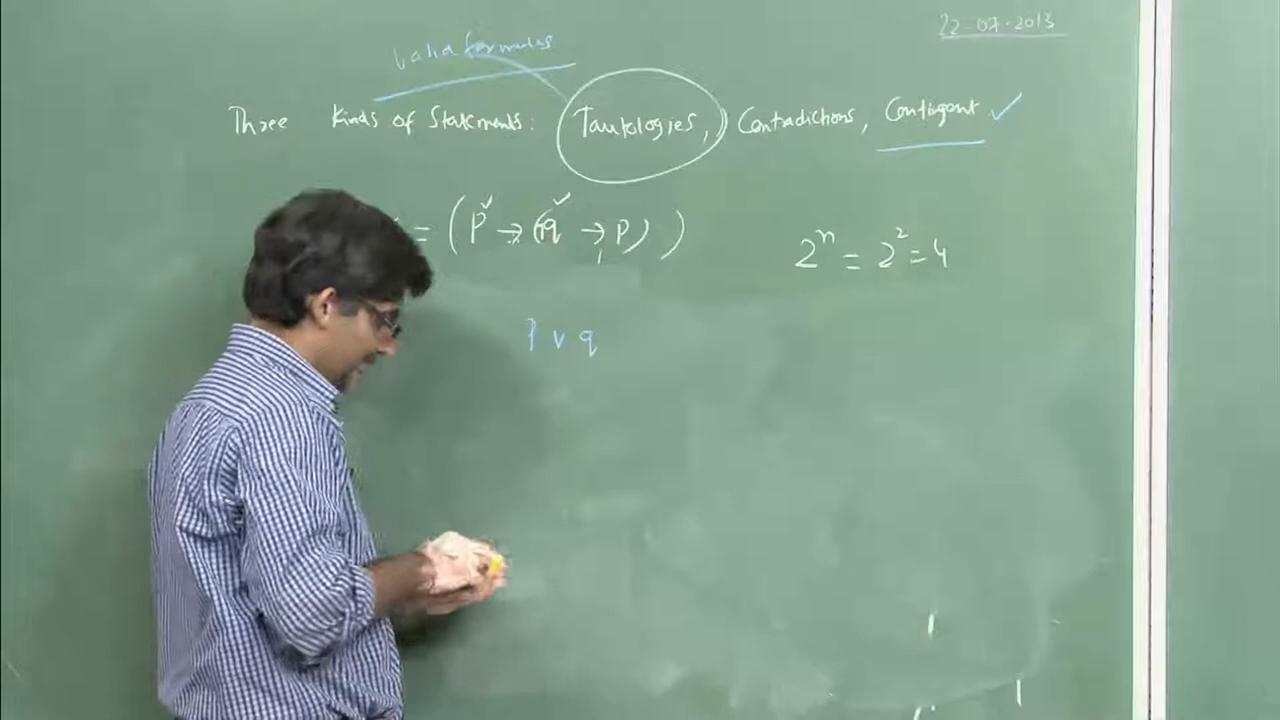 22-07-2013
Valid formulas
Three Kinds of Statements: Tautologies, Contradictions, Contingent ✓
= (P → (q → P))
2^n = 2^2 = 4
P v q